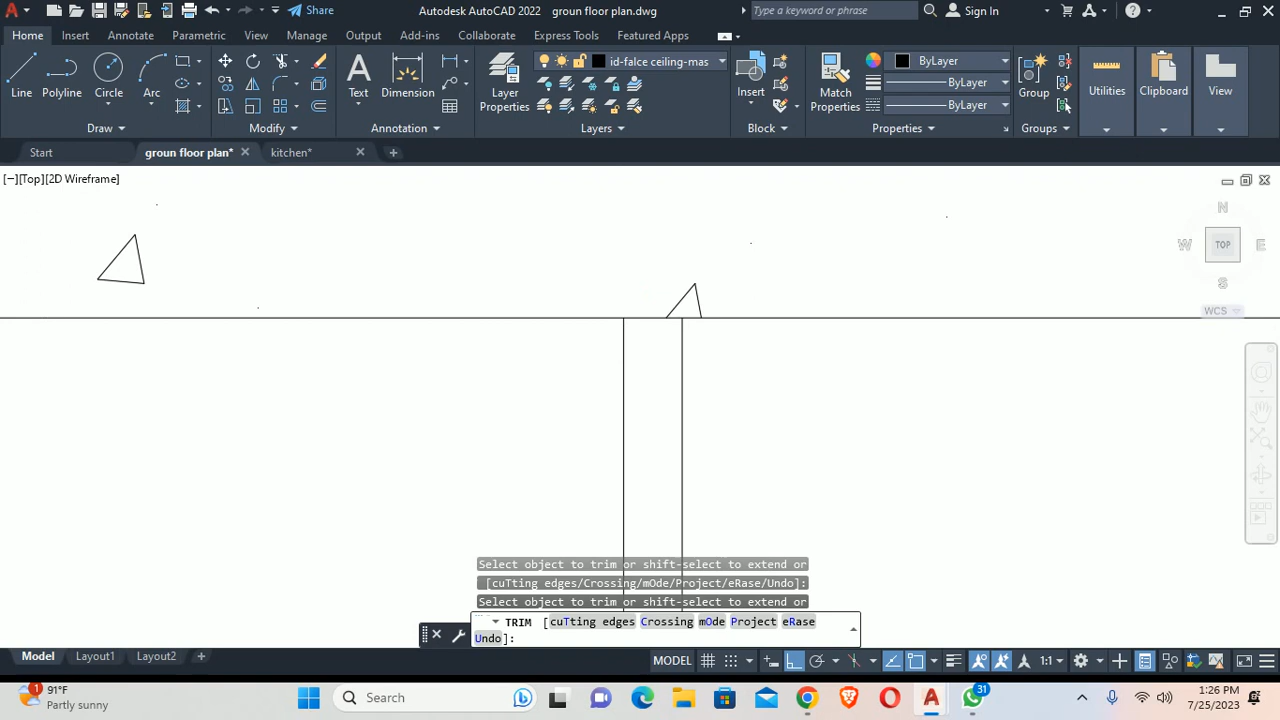 Share
Autodesk AutoCAD 2022 groun floor plan.dwg
Type a keyword or phrase
Sign In
Home Insert Annotate Parametric View Manage Output Add-ins Collaborate Express Tools Featured Apps
Line Polyline Circle Arc
Draw
Modify
Text Dimension
Annotation
Layer Properties
id-falce ceiling-mas
Layers
Insert
Block
Match Properties
ByLayer
ByLayer
ByLayer
Properties
Group
Groups
Utilities
Clipboard
View
Start groun floor plan* kitchen*
[−][Top][2D Wireframe]
N
W TOP E
S
WCS
Select object to trim or shift-select to extend or
[cuTting edges/Crossing/mOde/Project/eRase/Undo]:
Select object to trim or shift-select to extend or
TRIM [cuTting edges Crossing mOde Project eRase
Undo]:
Model Layout1 Layout2
MODEL 1:1
1
91°F
Partly sunny
Search
31
1:26 PM
7/25/2023